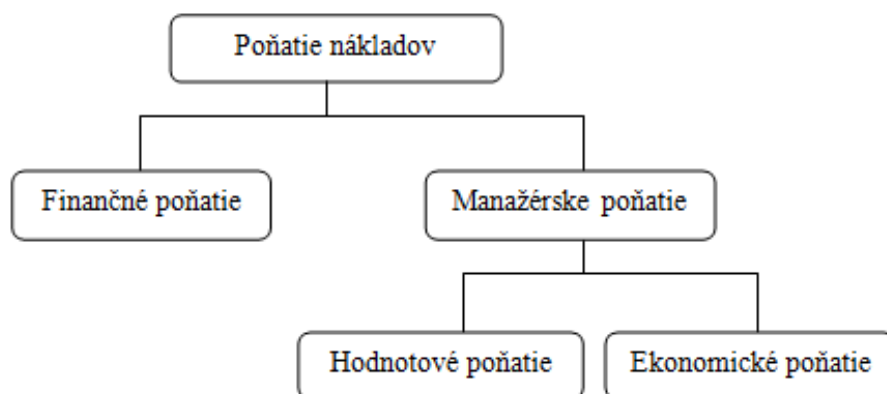 Poňatie nákladov
Finančné poňatie
Manažérske poňatie
Hodnotové poňatie
Ekonomické poňatie